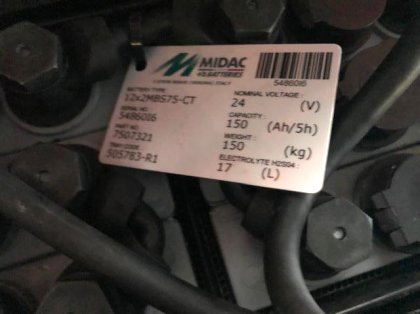 MIDAC
BATTERIES
5486016
BATTERY TYPE
12x2MBS75-CT
SERIAL NO
5486016
PART NO
7507321
TRAY CODE
505783-R1
NOMINAL VOLTAGE :
24 (V)
CAPACITY :
150 (Ah/5h)
WEIGHT :
150 (kg)
ELECTROLYTE H2SO4 :
17 (L)